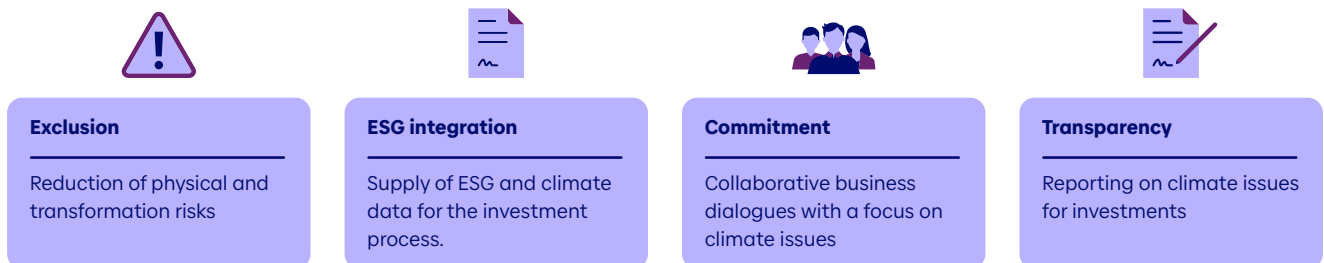 Exclusion
Reduction of physical and
transformation risks
ESG integration
Supply of ESG and climate
data for the investment
process.
Commitment
Collaborative business
dialogues with a focus on
climate issues
Transparency
Reporting on climate issues
for investments